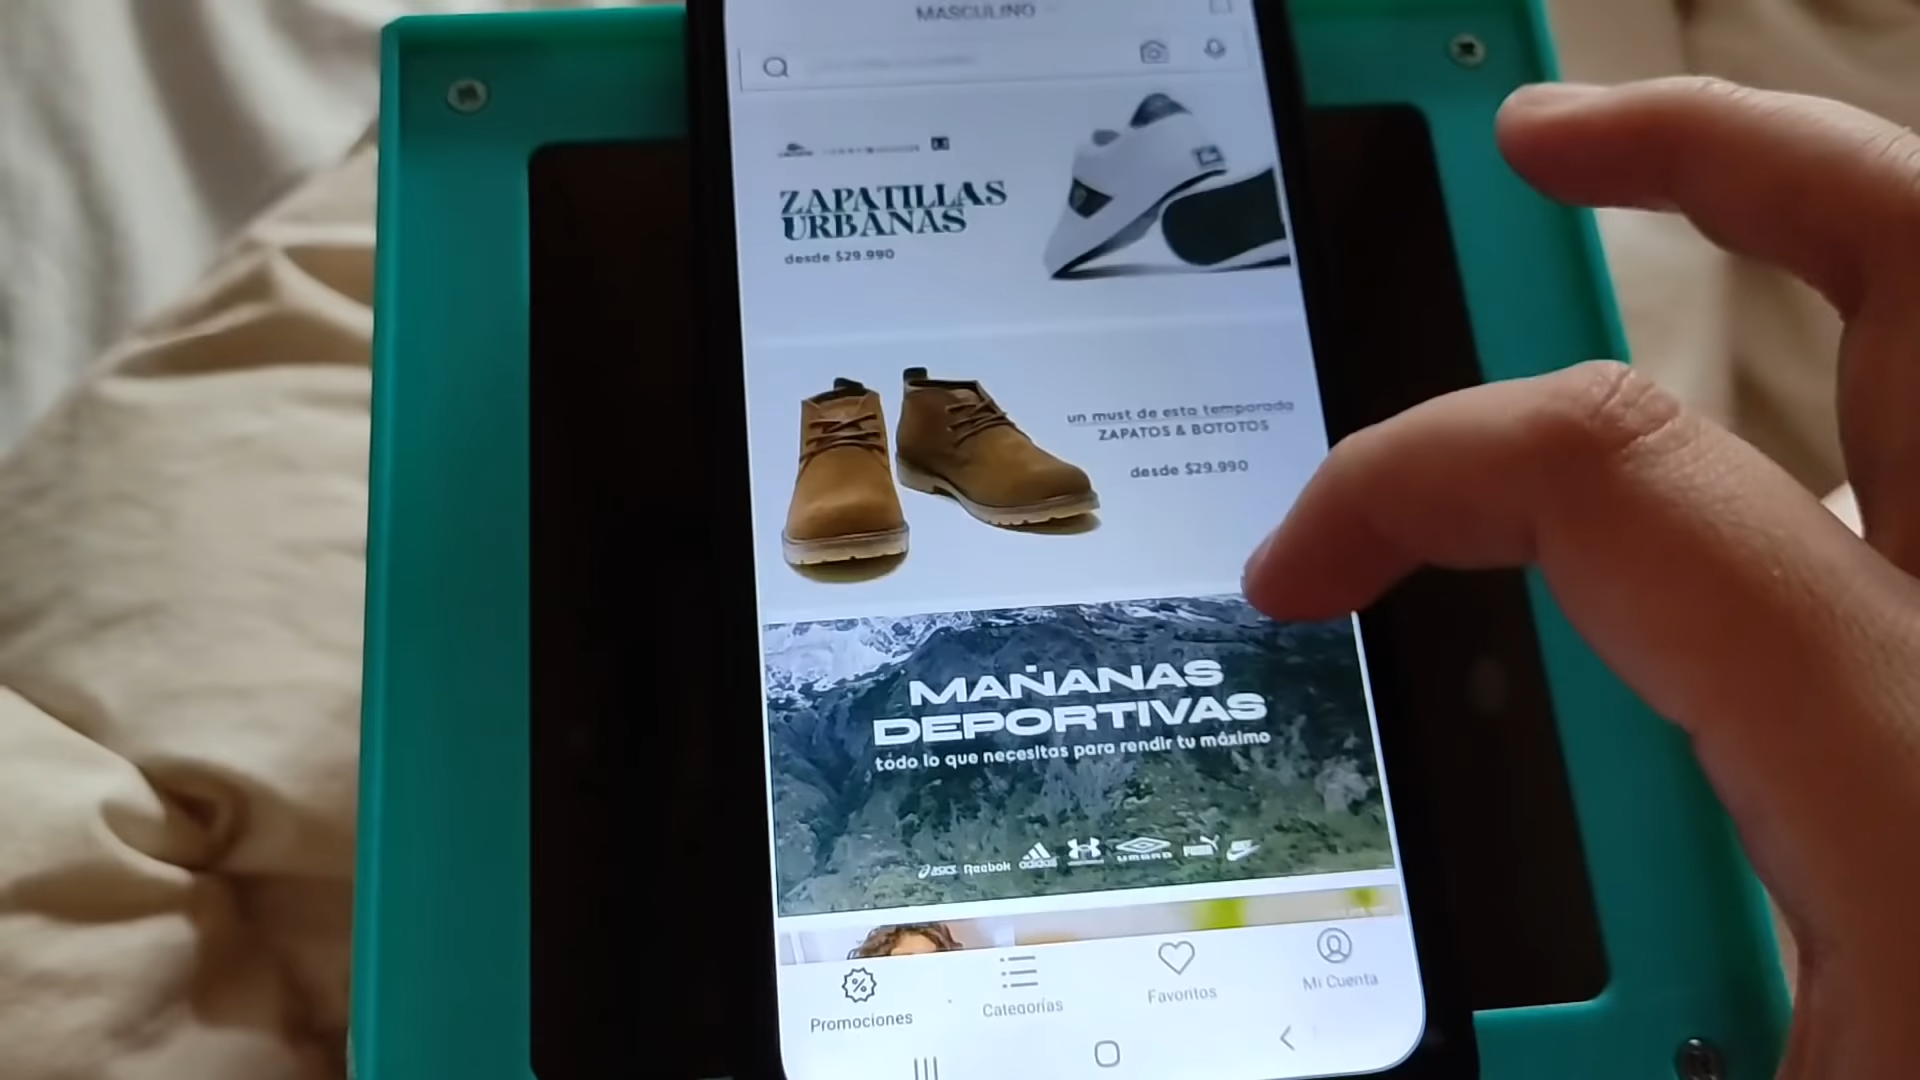 MASCULINO
ZAPATILLAS
URBANAS
desde $29.990
un must de esta temporada
ZAPATOS & BOTOTOS
desde $29.990
MAÑANAS
DEPORTIVAS
todo lo que necesitas para rendir tu máximo
asics Reebok adidas UMBRO PUMA
Promociones
Categorías
Favoritos
Mi Cuenta